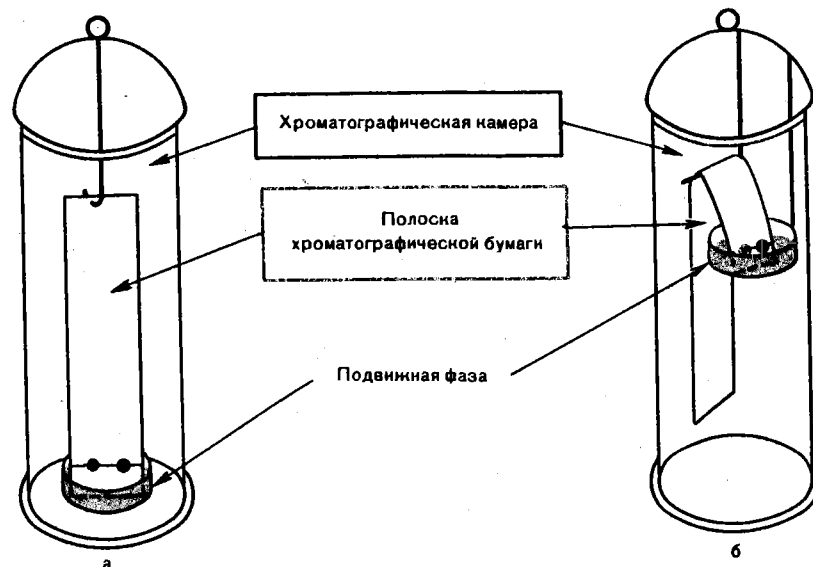 Хроматографическая камера
Полоска
хроматографической бумаги
Подвижная фаза
а
б